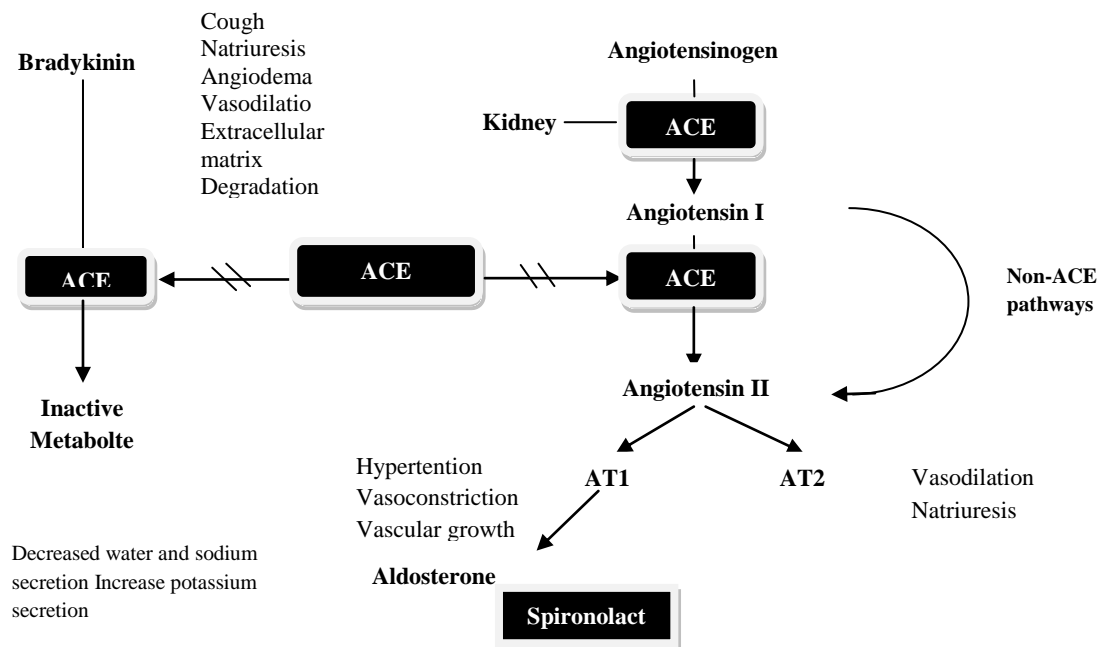 Bradykinin
Cough
Natriuresis
Angiodema
Vasodilatio
Extracellular
matrix
Degradation
Angiotensinogen
Kidney
ACE
Angiotensin I
ACE
ACE
ACE
Non-ACE
pathways
Inactive
Metabolte
Angiotensin II
Hypertention
Vasoconstriction
Vascular growth
AT1
AT2
Vasodilation
Natriuresis
Decreased water and sodium
secretion Increase potassium
secretion
Aldosterone
Spironolact